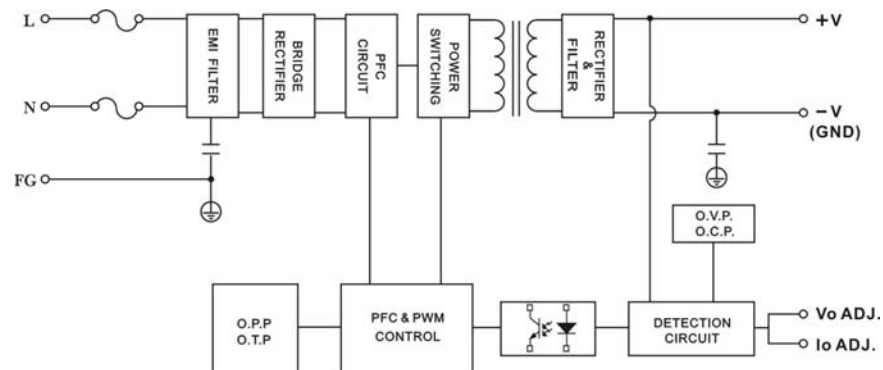 L
EMI FILTER
BRIDGE
RECTIFIER
PFC
CIRCUIT
POWER
SWITCHING
RECTIFIER
&
FILTER
+V
N
−V
(GND)
FG
O.V.P.
O.C.P.
O.P.P
O.T.P
PFC & PWM
CONTROL
DETECTION
CIRCUIT
Vo ADJ.
Io ADJ.